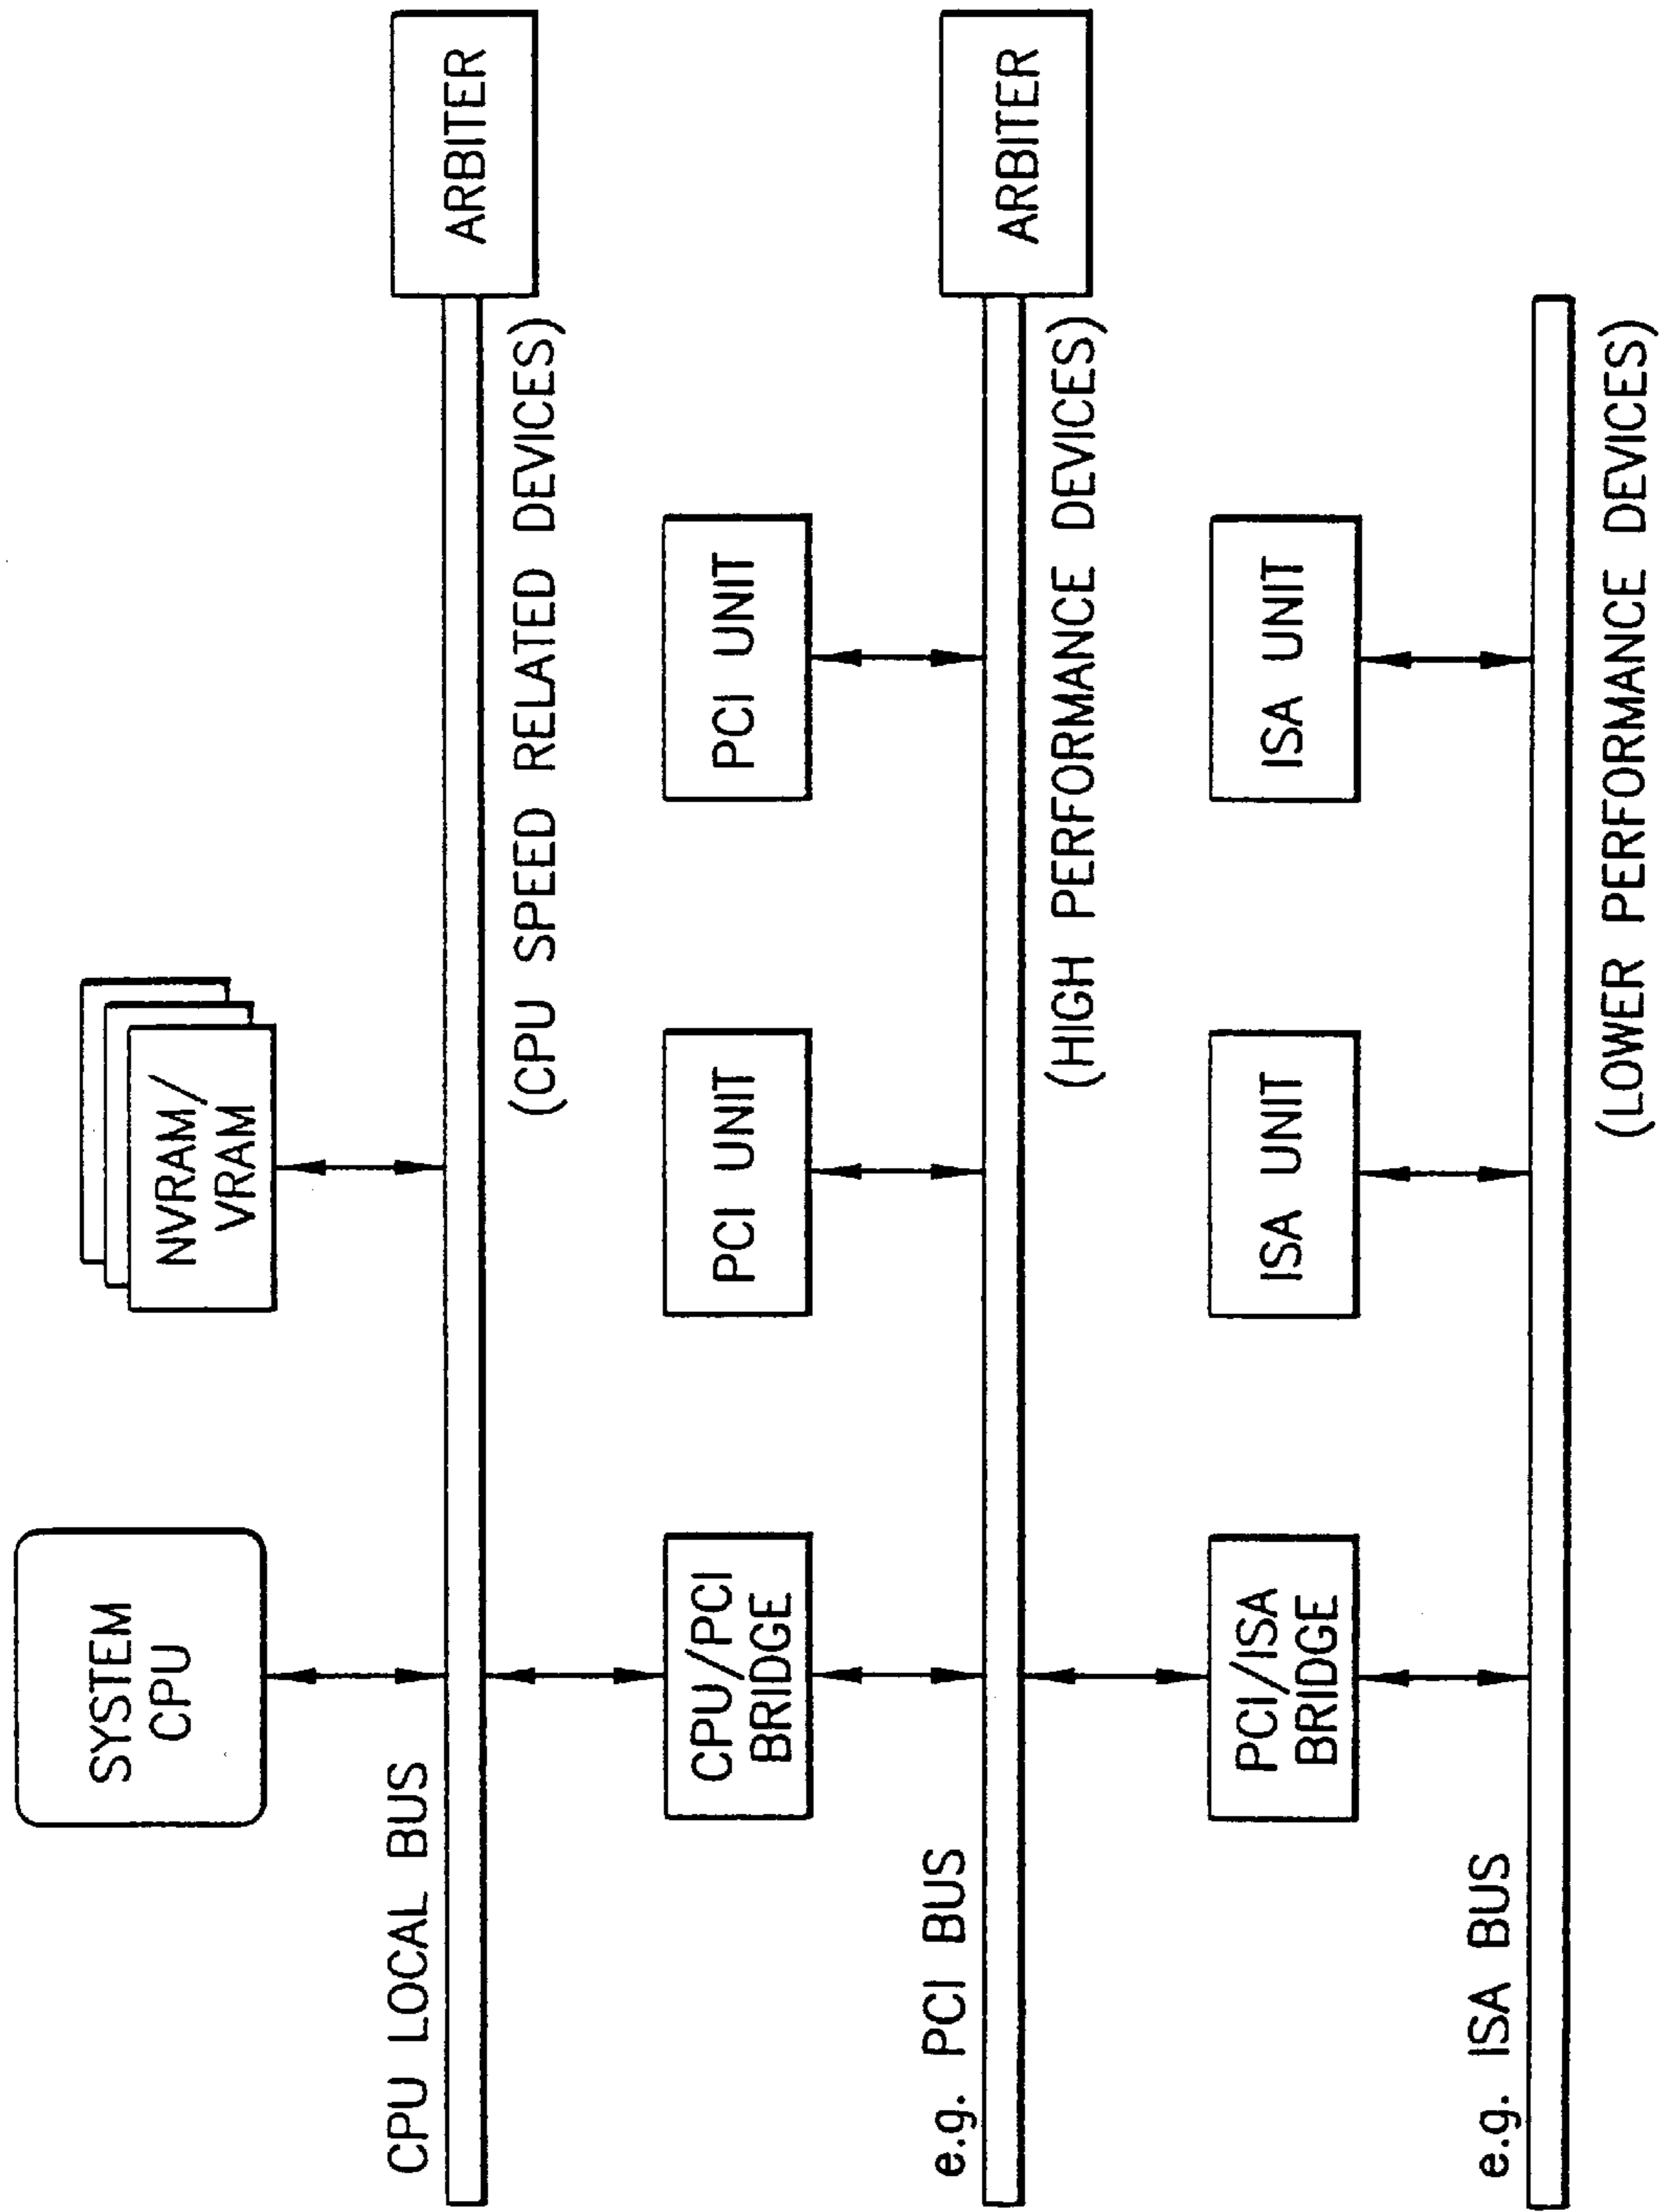 SYSTEM
CPU
NVRAM/
VRAM
CPU LOCAL BUS
ARBITER
(CPU SPEED RELATED DEVICES)
CPU/PCI
BRIDGE
PCI UNIT
PCI UNIT
e.g. PCI BUS
ARBITER
(HIGH PERFORMANCE DEVICES)
PCI/ISA
BRIDGE
ISA UNIT
ISA UNIT
e.g. ISA BUS
(LOWER PERFORMANCE DEVICES)